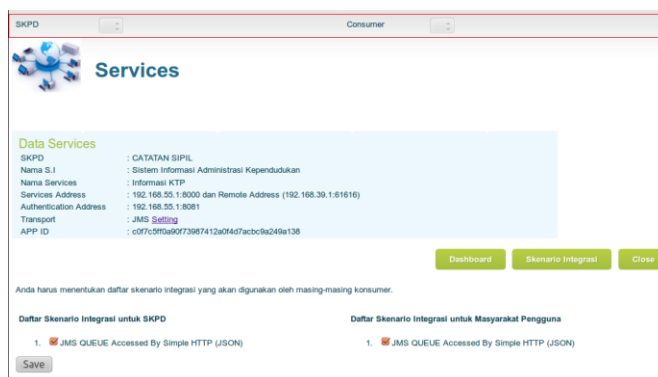 SKPD Consumer
Services
Data Services
SKPD : CATATAN SIPIL
Nama S.I : Sistem Informasi Administrasi Kependudukan
Nama Services : Informasi KTP
Services Address : 192.168.55.1:8000 dan Remote Address (192.168.39.1:61616)
Authentication Address : 192.168.55.1:8081
Transport : JMS Setting
APP ID : c0f7c5ff0a90f73987412a0f4d7acbc9a249a138
Dashboard Skenario Integrasi Close
Anda harus menentukan daftar skenario integrasi yang akan digunakan oleh masing-masing konsumer.
Daftar Skenario Integrasi untuk SKPD Daftar Skenario Integrasi untuk Masyarakat Pengguna
1. JMS QUEUE Accessed By Simple HTTP (JSON) 1. JMS QUEUE Accessed By Simple HTTP (JSON)
Save